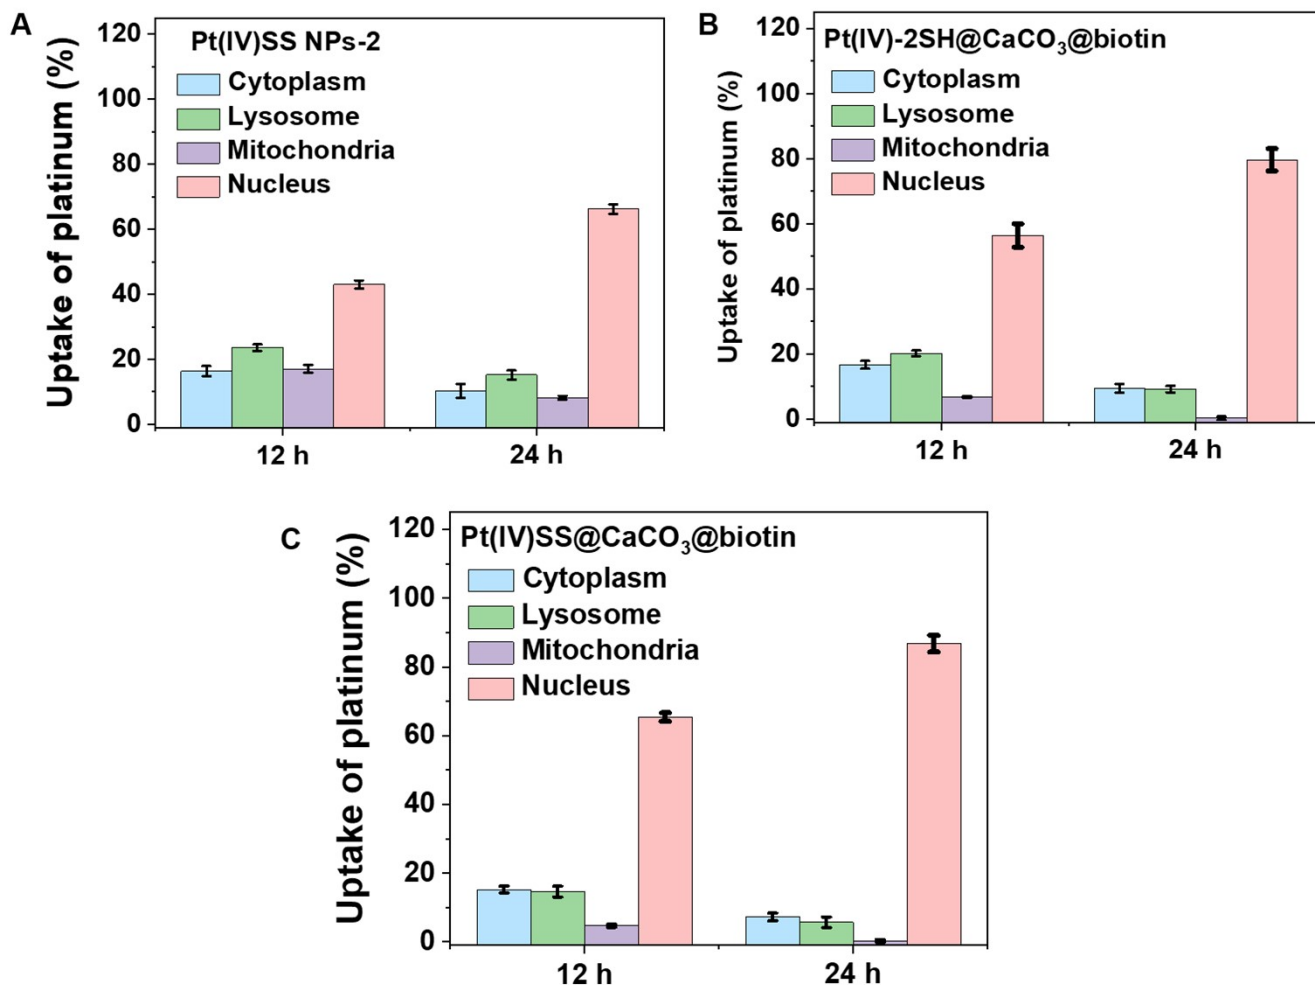 A
Pt(IV)SS NPs-2
Cytoplasm
Lysosome
Mitochondria
Nucleus
Uptake of platinum (%)
120
100
80
60
40
20
0
12 h
24 h
B
Pt(IV)-2SH@CaCO₃@biotin
Cytoplasm
Lysosome
Mitochondria
Nucleus
Uptake of platinum (%)
120
100
80
60
40
20
0
12 h
24 h
C
Pt(IV)SS@CaCO₃@biotin
Cytoplasm
Lysosome
Mitochondria
Nucleus
Uptake of platinum (%)
120
100
80
60
40
20
0
12 h
24 h